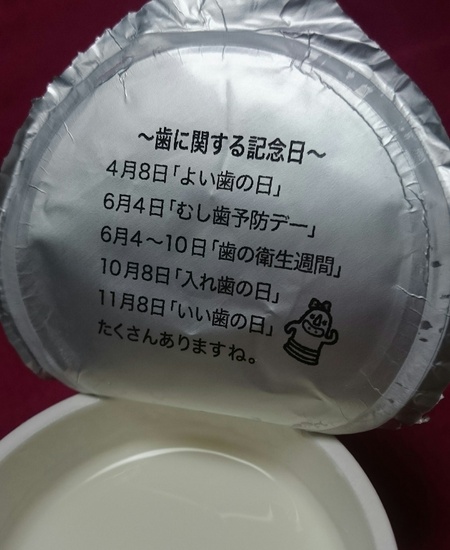 ～歯に関する記念日～
4月8日「よい歯の日」
6月4日「むし歯予防デー」
6月4～10日「歯の衛生週間」
10月8日「入れ歯の日」
11月8日「いい歯の日」
たくさんありますね。